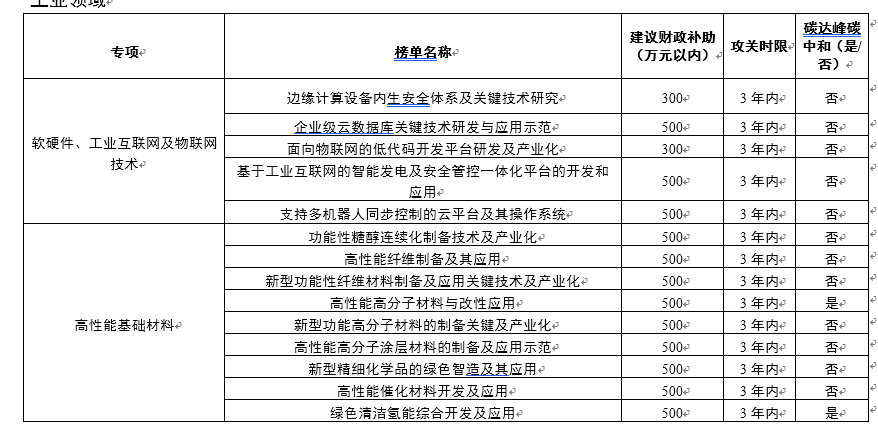 工业领域
专项 榜单名称 建议财政补助（万元以内） 攻关时限 碳达峰碳中和（是/否）
软硬件、工业互联网及物联网技术 边缘计算设备内生安全体系及关键技术研究 300 3 年内 否
企业级云数据库关键技术研发与应用示范 500 3 年内 否
面向物联网的低代码开发平台研发及产业化 300 3 年内 否
基于工业互联网的智能发电及安全管控一体化平台的开发和应用 500 3 年内 否
支持多机器人同步控制的云平台及其操作系统 500 3 年内 否
高性能基础材料 功能性糖醇连续化制备技术及产业化 500 3 年内 否
高性能纤维制备及其应用 500 3 年内 否
新型功能性纤维材料制备及应用关键技术及产业化 500 3 年内 否
高性能高分子材料与改性应用 500 3 年内 是
新型功能高分子材料的制备关键及产业化 500 3 年内 否
高性能高分子涂层材料的制备及应用示范 500 3 年内 否
新型精细化学品的绿色智造及其应用 500 3 年内 否
高性能催化材料开发及应用 500 3 年内 否
绿色清洁氢能综合开发及应用 500 3 年内 是